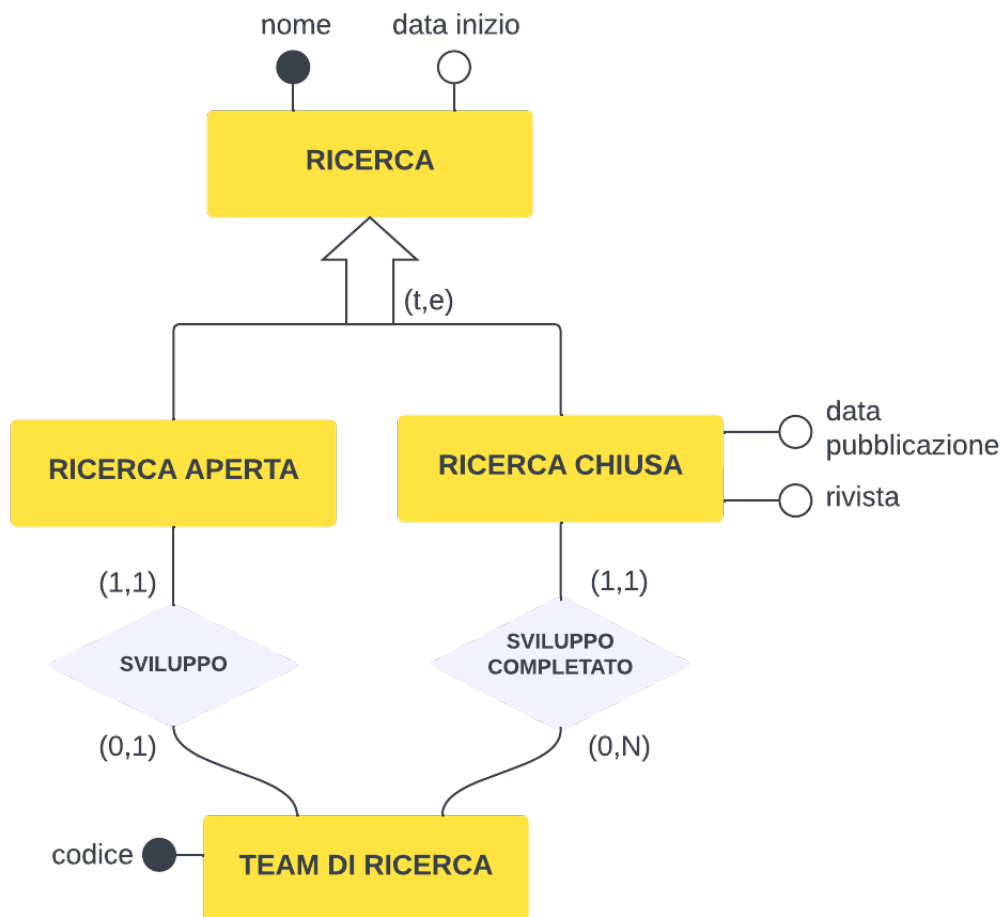 nome
data inizio
RICERCA
(t,e)
RICERCA APERTA
RICERCA CHIUSA
data
pubblicazione
rivista
(1,1)
(1,1)
SVILUPPO
SVILUPPO
COMPLETATO
(0,1)
(0,N)
codice
TEAM DI RICERCA